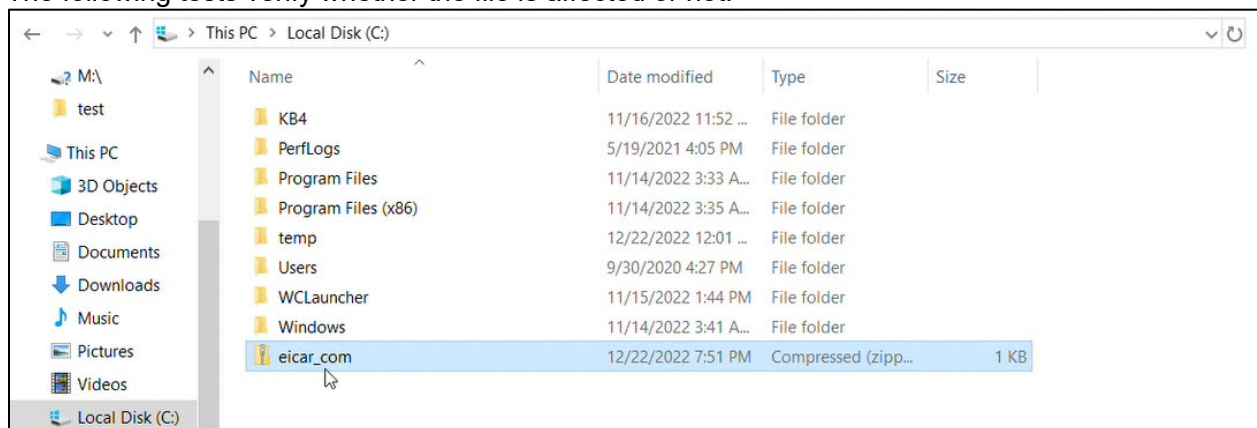 The following tests verify whether the file is affected or not.
This PC > Local Disk (C:)
M:\
test
This PC
3D Objects
Desktop
Documents
Downloads
Music
Pictures
Videos
Local Disk (C:)
Name Date modified Type Size
KB4 11/16/2022 11:52 ... File folder
PerfLogs 5/19/2021 4:05 PM File folder
Program Files 11/14/2022 3:33 A... File folder
Program Files (x86) 11/14/2022 3:35 A... File folder
temp 12/22/2022 12:01 ... File folder
Users 9/30/2020 4:27 PM File folder
WCLauncher 11/15/2022 1:44 PM File folder
Windows 11/14/2022 3:41 A... File folder
eicar_com 12/22/2022 7:51 PM Compressed (zipp... 1 KB